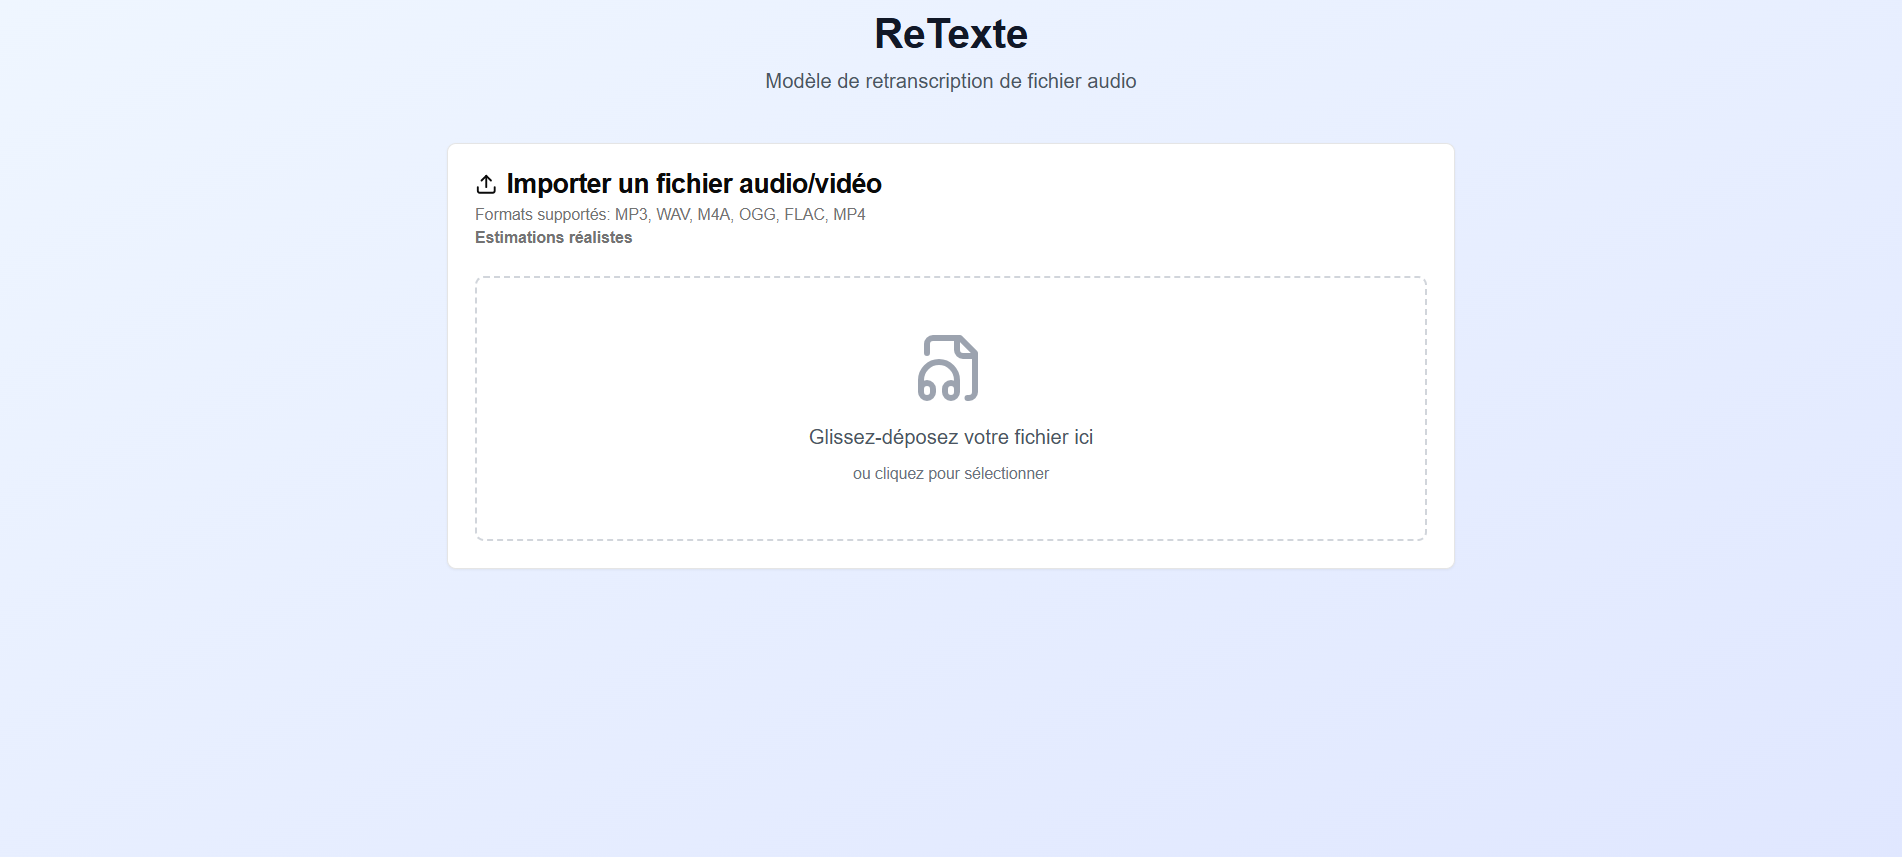 ReTexte
Modèle de retranscription de fichier audio
Importer un fichier audio/vidéo
Formats supportés: MP3, WAV, M4A, OGG, FLAC, MP4
Estimations réalistes
Glissez-déposez votre fichier ici
ou cliquez pour sélectionner